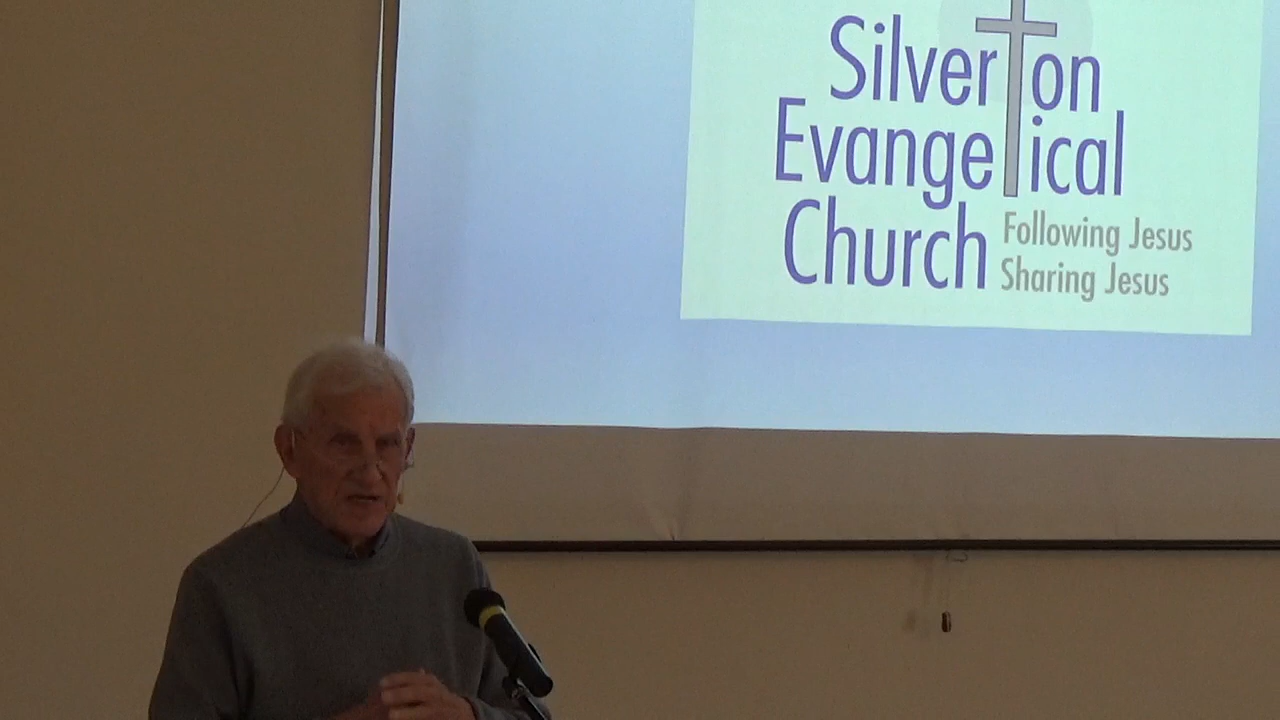 Silverton
Evangelical
Church
Following Jesus
Sharing Jesus